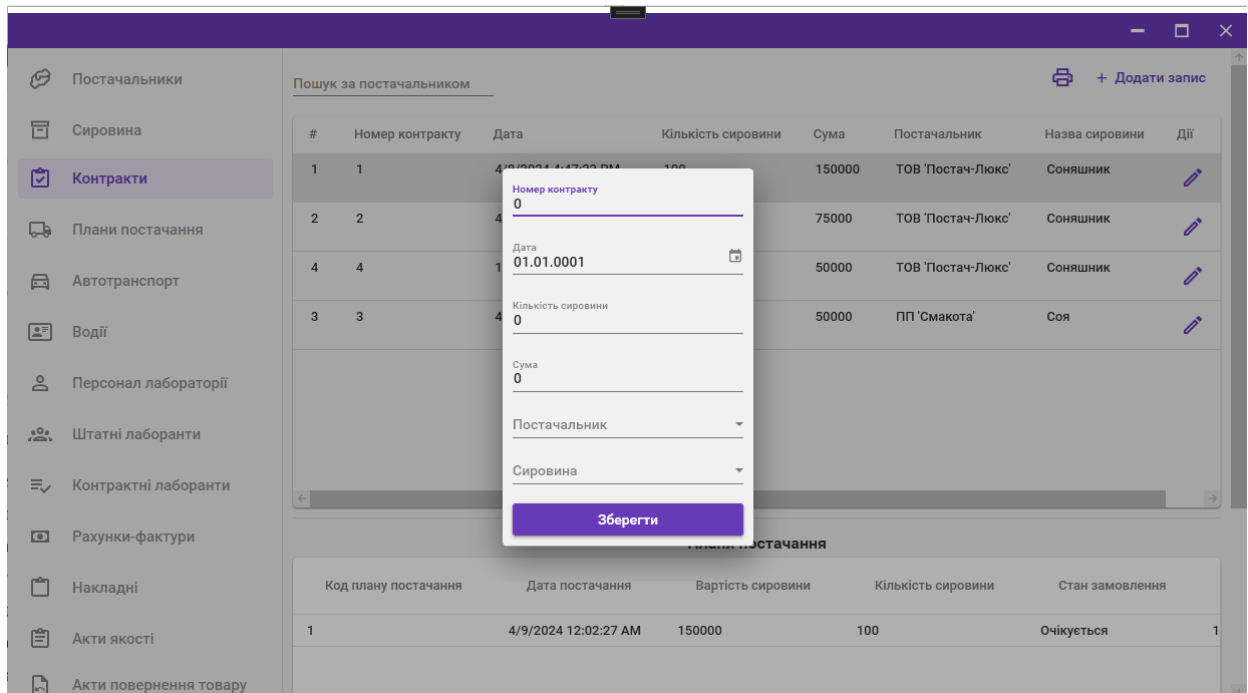 Постачальники
Пошук за постачальником
+ Додати запис
Сировина
# Номер контракту Дата Кількість сировини Сума Постачальник Назва сировини Дії
Контракти
1 1 150000 ТОВ 'Постач-Люкс' Соняшник
Плани постачання
2 2 4 75000 ТОВ 'Постач-Люкс' Соняшник
Автотранспорт
4 4 1 50000 ТОВ 'Постач-Люкс' Соняшник
Водії
3 3 4 50000 ПП 'Смакота' Соя
Персонал лабораторії
Штатні лаборанти
Контрактні лаборанти
Рахунки-фактури
Накладні
Акти якості
Акти повернення товару
Номер контракту
0
Дата
01.01.0001
Кількість сировини
0
Сума
0
Постачальник
Сировина
Зберегти
постачання
Код плану постачання Дата постачання Вартість сировини Кількість сировини Стан замовлення
1 4/9/2024 12:02:27 AM 150000 100 Очікується 1